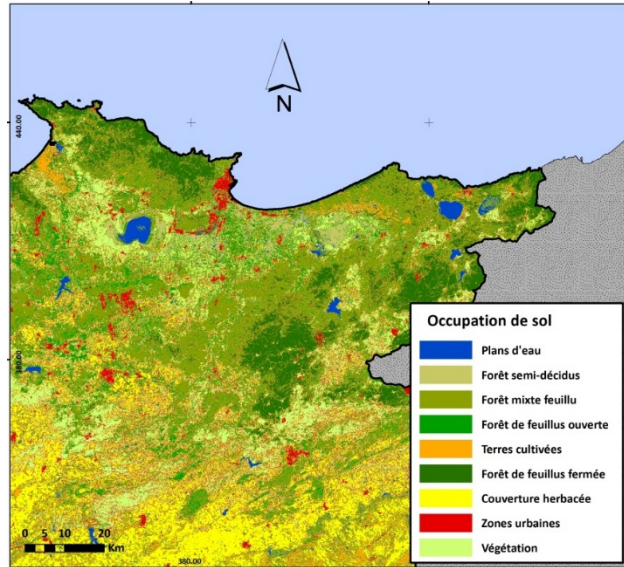 N
440.00
380.00
Occupation de sol
Plans d'eau
Forêt semi-décidus
Forêt mixte feuillu
Forêt de feuillus ouverte
Terres cultivées
Forêt de feuillus fermée
Couverture herbacée
Zones urbaines
Végétation
0 5 10 20
Km
380.00